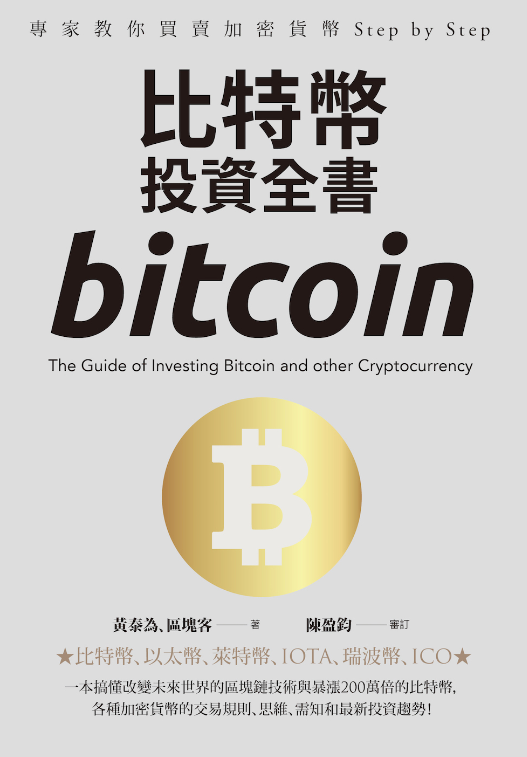 專家教你買賣加密貨幣 Step by Step
比特幣
投資全書
bitcoin
The Guide of Investing Bitcoin and other Cryptocurrency
黃泰為、區塊客 著 陳盈鈞 審訂
★比特幣、以太幣、萊特幣、IOTA、瑞波幣、ICO★
一本搞懂改變未來世界的區塊鏈技術與暴漲200萬倍的比特幣,
各種加密貨幣的交易規則、思維、需知和最新投資趨勢!